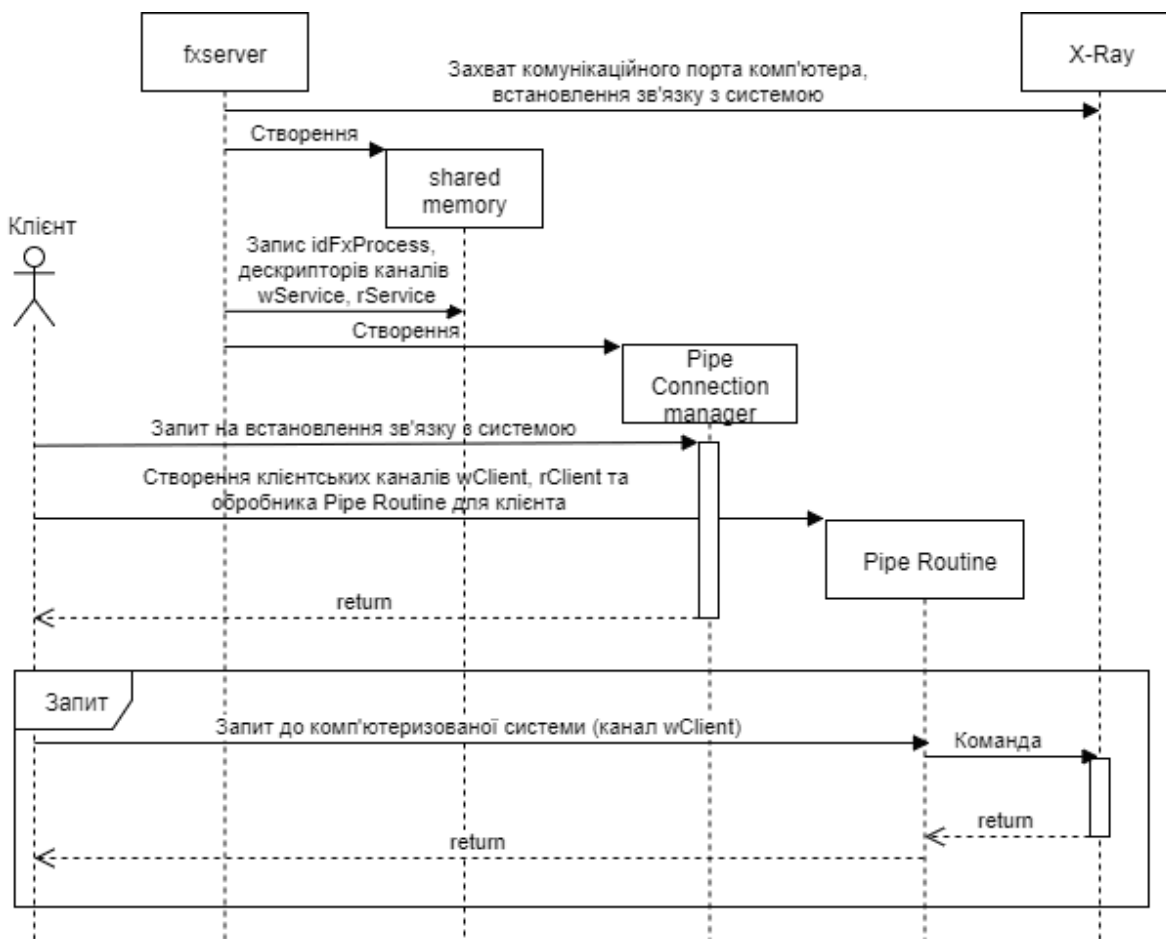 fxserver
X-Ray
Захват комунікаційного порта комп'ютера,
встановлення зв'язку з системою
Створення
shared
memory
Клієнт
Запис idFxProcess,
дескрипторів каналів
wService, rService
Створення
Pipe
Connection
manager
Запит на встановлення зв'язку з системою
Створення клієнтських каналів wClient, rClient та
обробника Pipe Routine для клієнта
Pipe Routine
return
Запит
Запит до комп'ютеризованої системи (канал wClient)
Команда
return
return